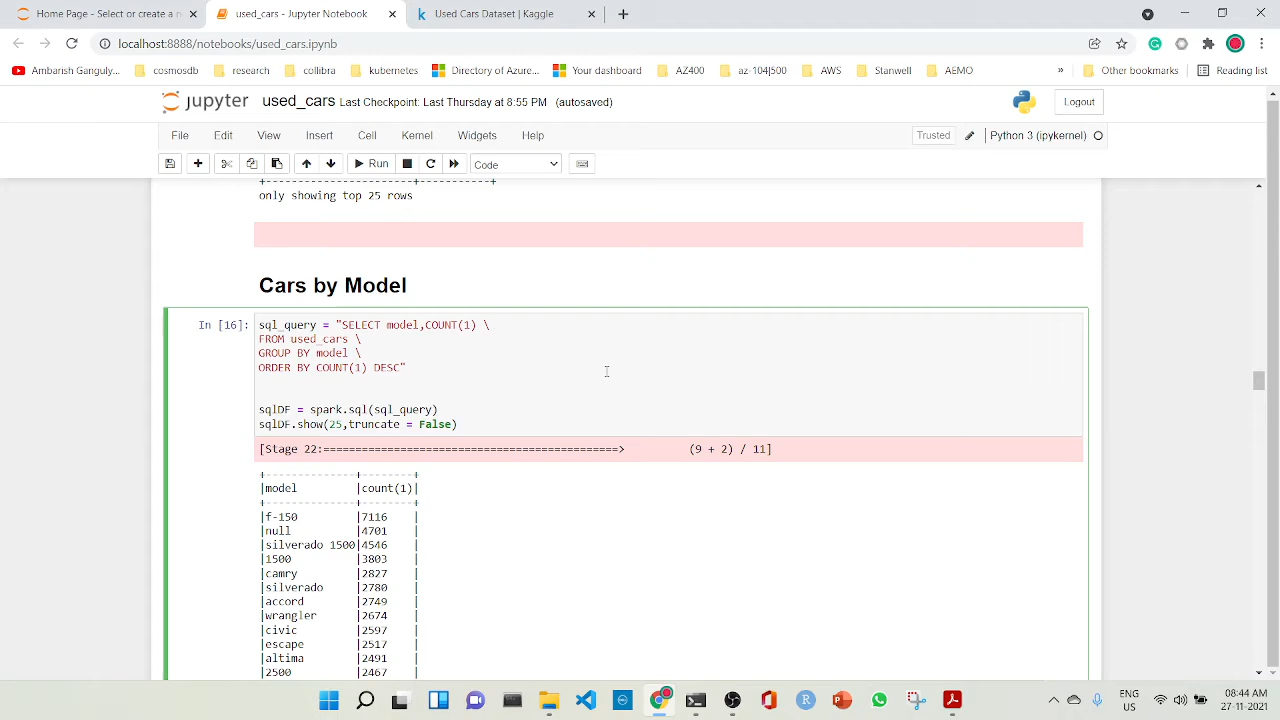 Home Page - Select or create a n
used_cars - Jupyter Notebook
Used Cars Dataset | Kaggle
localhost:8888/notebooks/used_cars.ipynb
Ambarish Ganguly... cosmosdb research collibra kubernetes Directory of Azure... Your dashboard AZ400 az-104|500 AWS Stanwell AEMO » Other bookmarks Reading list
jupyter used_cars Last Checkpoint: Last Thursday at 8:55 PM (autosaved) Logout
File Edit View Insert Cell Kernel Widgets Help Trusted Python 3 (ipykernel)
Run Code
+--------------------+----------+
only showing top 25 rows
Cars by Model
In [16]: sql_query = "SELECT model,COUNT(1) \
FROM used_cars \
GROUP BY model \
ORDER BY COUNT(1) DESC"
sqlDF = spark.sql(sql_query)
sqlDF.show(25,truncate = False)
[Stage 22:===========================================> (9 + 2) / 11]
+--------------+--------+
|model |count(1)|
+--------------+--------+
|f-150 |7116 |
|null |4701 |
|silverado 1500|4546 |
|1500 |3803 |
|camry |2827 |
|silverado |2780 |
|accord |2749 |
|wrangler |2674 |
|civic |2597 |
|escape |2517 |
|altima |2491 |
|2500 |2467 |
ENG
US
08:44 AM
27-11-2021